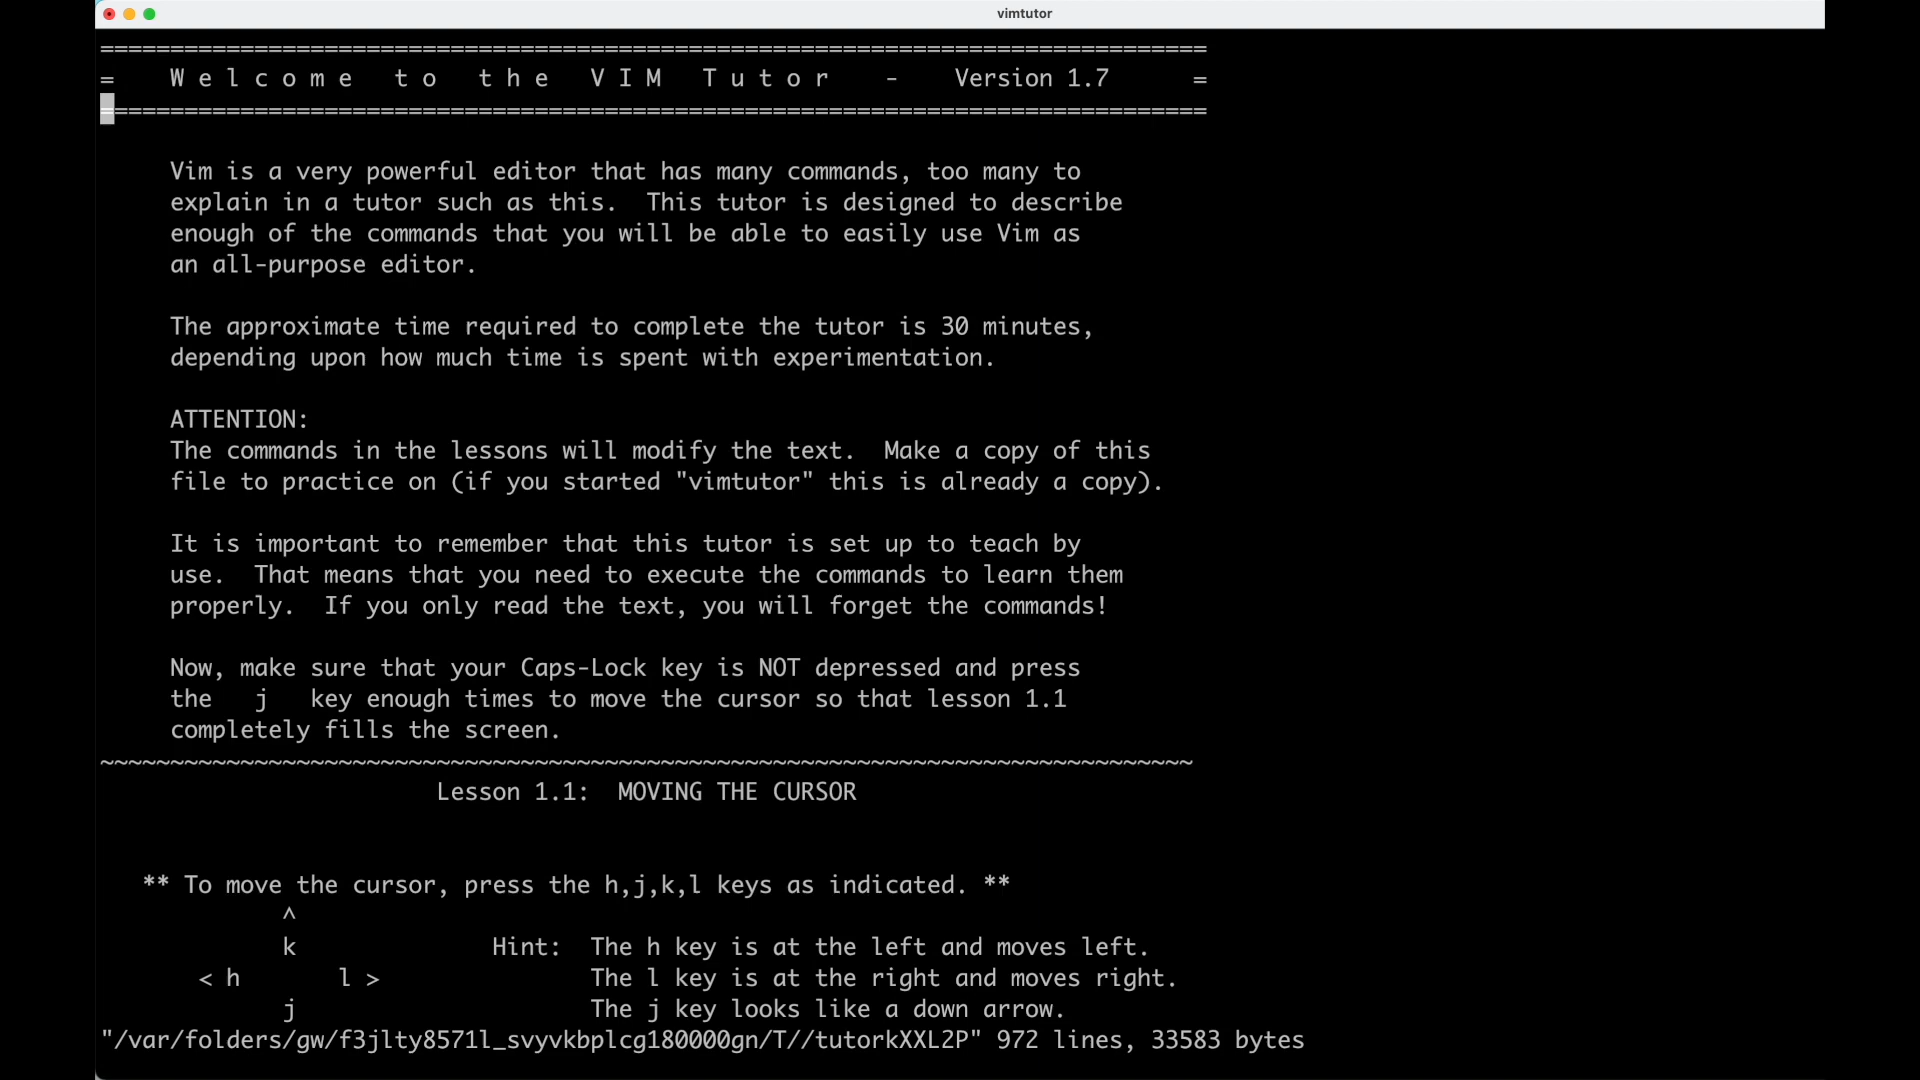 vimtutor
===============================================================================
=    W e l c o m e   t o   t h e   V I M   T u t o r    -    Version 1.7      =
===============================================================================
Vim is a very powerful editor that has many commands, too many to
explain in a tutor such as this.  This tutor is designed to describe
enough of the commands that you will be able to easily use Vim as
an all-purpose editor.
The approximate time required to complete the tutor is 30 minutes,
depending upon how much time is spent with experimentation.
ATTENTION:
The commands in the lessons will modify the text.  Make a copy of this
file to practice on (if you started "vimtutor" this is already a copy).
It is important to remember that this tutor is set up to teach by
use.  That means that you need to execute the commands to learn them
properly.  If you only read the text, you will forget the commands!
Now, make sure that your Caps-Lock key is NOT depressed and press
the   j   key enough times to move the cursor so that lesson 1.1
completely fills the screen.
~~~~~~~~~~~~~~~~~~~~~~~~~~~~~~~~~~~~~~~~~~~~~~~~~~~~~~~~~~~~~~~~~~~~~~~~~~~~~~
Lesson 1.1:  MOVING THE CURSOR
** To move the cursor, press the h,j,k,l keys as indicated. **
^
k              Hint:  The h key is at the left and moves left.
< h       l >               The l key is at the right and moves right.
j                     The j key looks like a down arrow.
"/var/folders/gw/f3jlty8571l_svyvkbplcg180000gn/T//tutorkXXL2P" 972 lines, 33583 bytes